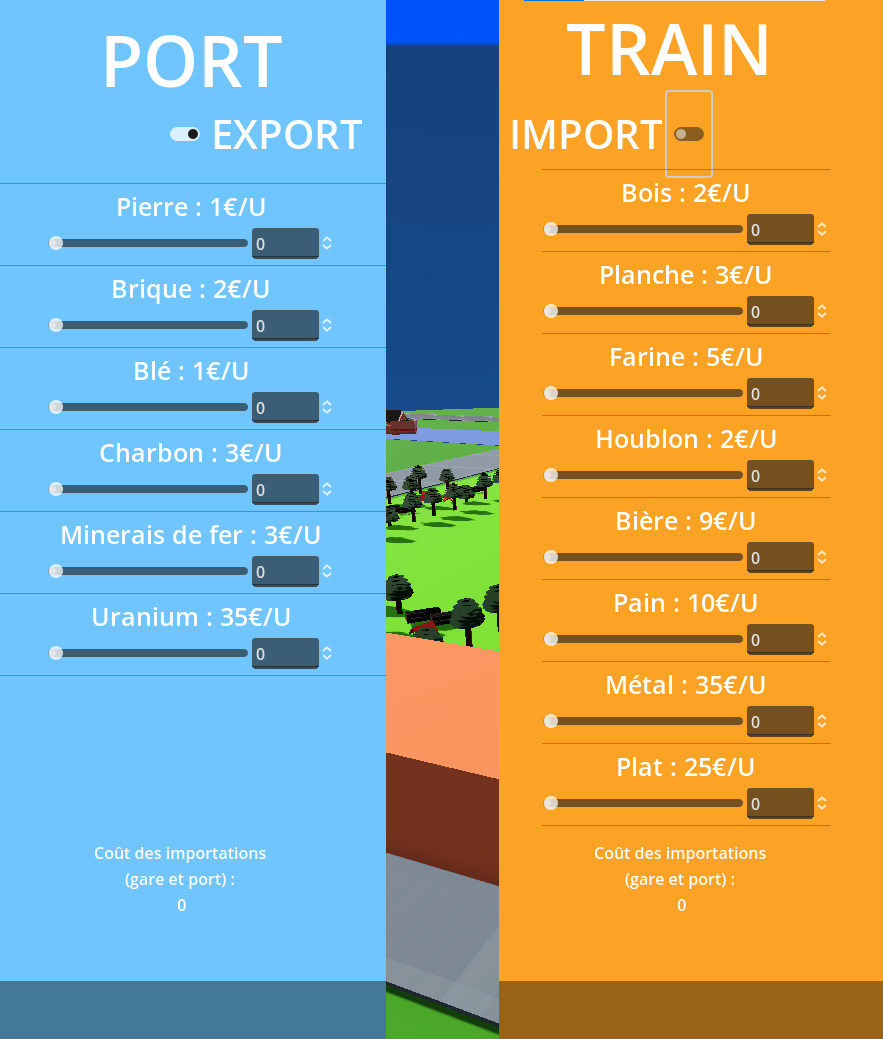 PORT
EXPORT
Pierre : 1€/U
0
Brique : 2€/U
0
Blé : 1€/U
0
Charbon : 3€/U
0
Minerais de fer : 3€/U
0
Uranium : 35€/U
0
Coût des importations
(gare et port) :
0
TRAIN
IMPORT
Bois : 2€/U
0
Planche : 3€/U
0
Farine : 5€/U
0
Houblon : 2€/U
0
Bière : 9€/U
0
Pain : 10€/U
0
Métal : 35€/U
0
Plat : 25€/U
0
Coût des importations
(gare et port) :
0